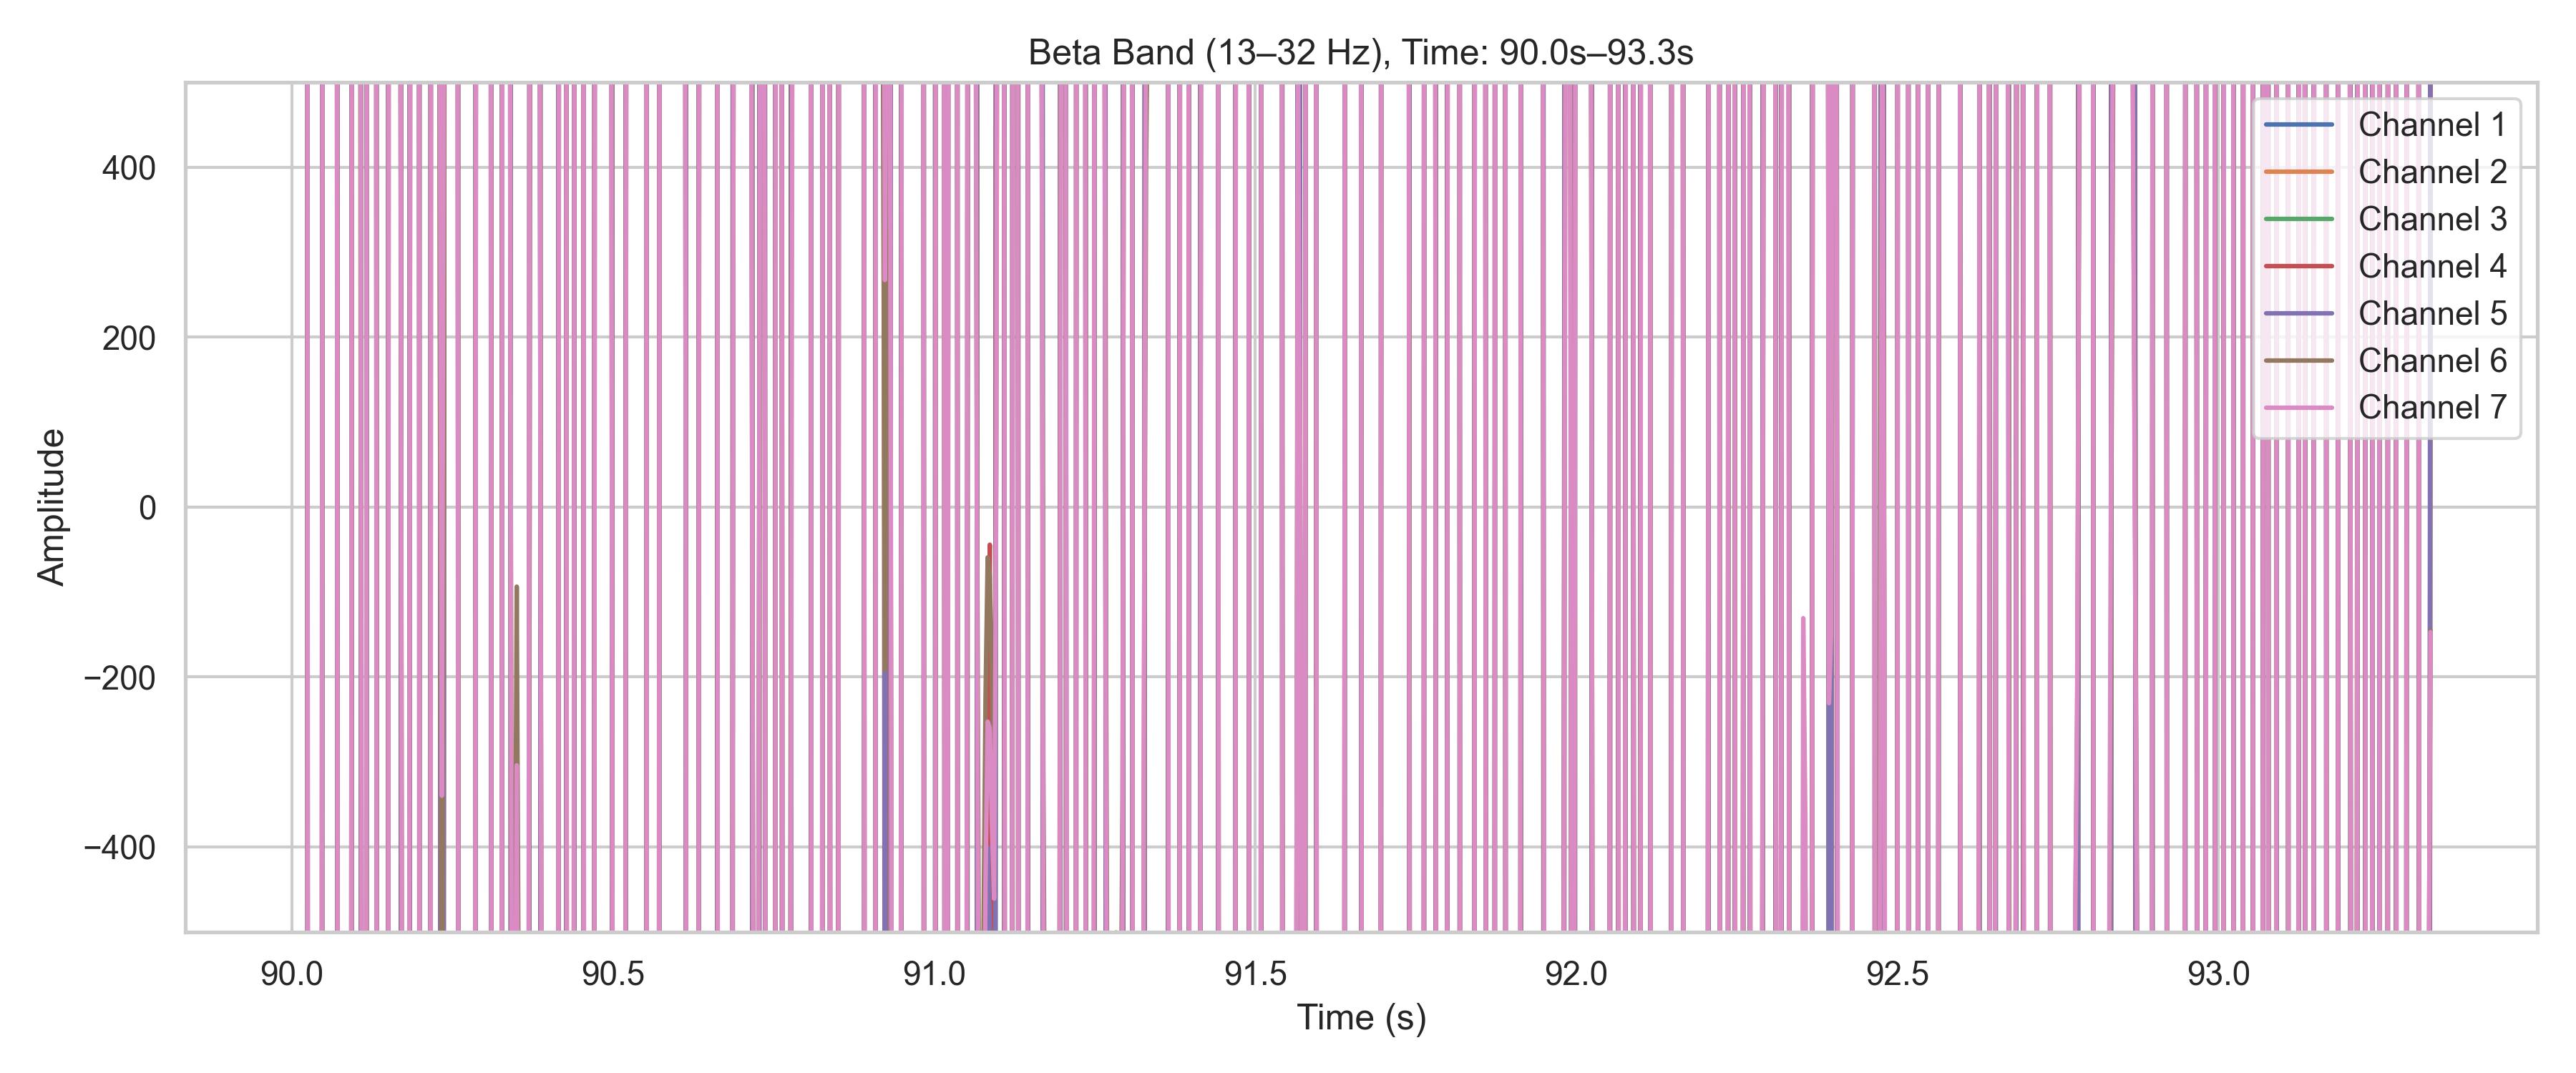 Beta Band (13–32 Hz), Time: 90.0s–93.3s
Amplitude
400
200
0
−200
−400
90.0
90.5
91.0
91.5
92.0
92.5
93.0
Time (s)
Channel 1
Channel 2
Channel 3
Channel 4
Channel 5
Channel 6
Channel 7